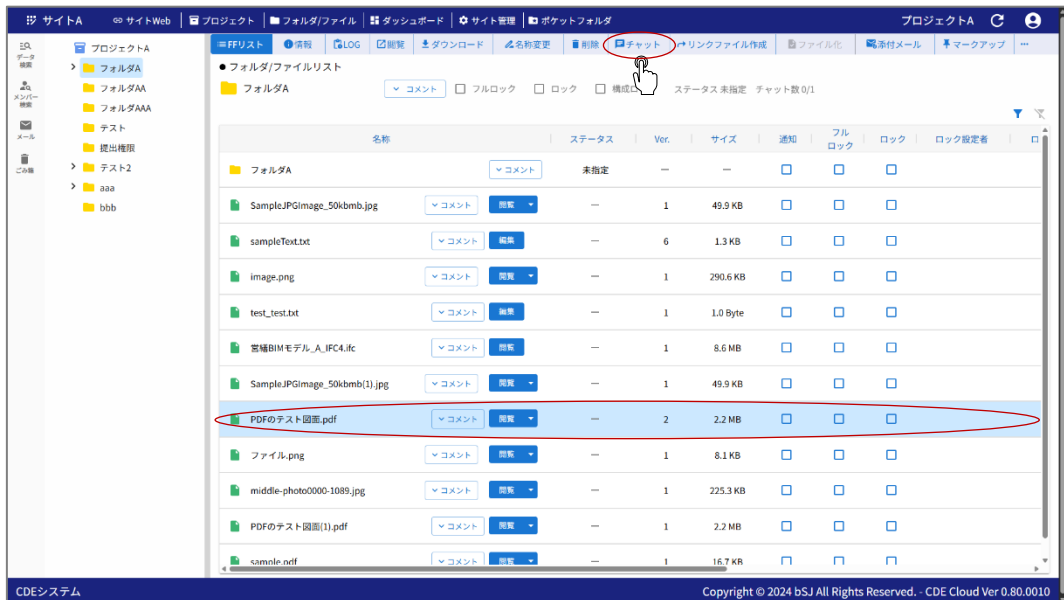 サイトA サイトWeb プロジェクト フォルダ/ファイル ダッシュボード サイト管理 ポケットフォルダ プロジェクトA
データ検索
メンバー検索
メール
ごみ箱
プロジェクトA
フォルダA
フォルダAA
フォルダAAA
テスト
提出権限
テスト2
aaa
bbb
FFリスト 情報 LOG 閲覧 ダウンロード 名称変更 削除 チャット リンクファイル作成 ファイル化 添付メール マークアップ ...
●フォルダ/ファイルリスト
フォルダA コメント フルロック ロック 構成ロ ステータス 未指定 チャット数 0/1
名称 ステータス Ver. サイズ 通知 フルロック ロック ロック設定者 ロ
フォルダA コメント 未指定 — —
SampleJPGImage_50kbmb.jpg コメント 閲覧 — 1 49.9 KB
sampleText.txt コメント 編集 — 6 1.3 KB
image.png コメント 閲覧 — 1 290.6 KB
test_test.txt コメント 編集 — 1 1.0 Byte
営繕BIMモデル_A_IFC4.ifc コメント 閲覧 — 1 8.6 MB
SampleJPGImage_50kbmb(1).jpg コメント 閲覧 — 1 49.9 KB
PDFのテスト図面.pdf コメント 閲覧 — 2 2.2 MB
ファイル.png コメント 閲覧 — 1 8.1 KB
middle-photo0000-1089.jpg コメント 閲覧 — 1 225.3 KB
PDFのテスト図面(1).pdf コメント 閲覧 — 1 2.2 MB
sample.pdf コメント 閲覧 — 1 16.7 KB
CDEシステム Copyright © 2024 bSJ All Rights Reserved. - CDE Cloud Ver 0.80.0010